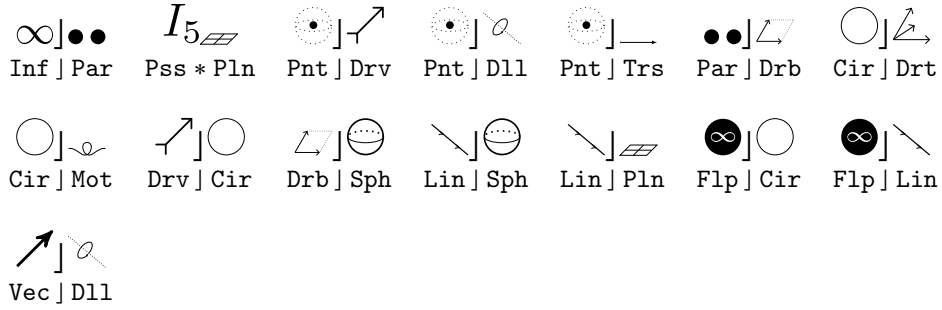 ∞⌋●●   I₅   ⌋   ⌋   ⌋   ●●⌋   ⌋
Inf ⌋ Par   Pss ∗ Pln   Pnt ⌋ Drv   Pnt ⌋ Dll   Pnt ⌋ Trs   Par ⌋ Drb   Cir ⌋ Drt
⌋   ⌋   ⌋   ⌋   ⌋   ∞⌋   ∞⌋
Cir ⌋ Mot   Drv ⌋ Cir   Drb ⌋ Sph   Lin ⌋ Sph   Lin ⌋ Pln   Flp ⌋ Cir   Flp ⌋ Lin
⌋
Vec ⌋ Dll